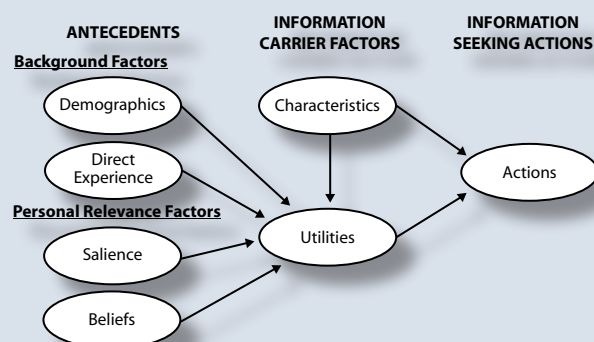 ANTECEDENTS
INFORMATION
CARRIER FACTORS
INFORMATION
SEEKING ACTIONS
Background Factors
Demographics
Characteristics
Direct
Experience
Actions
Personal Relevance Factors
Salience
Utilities
Beliefs